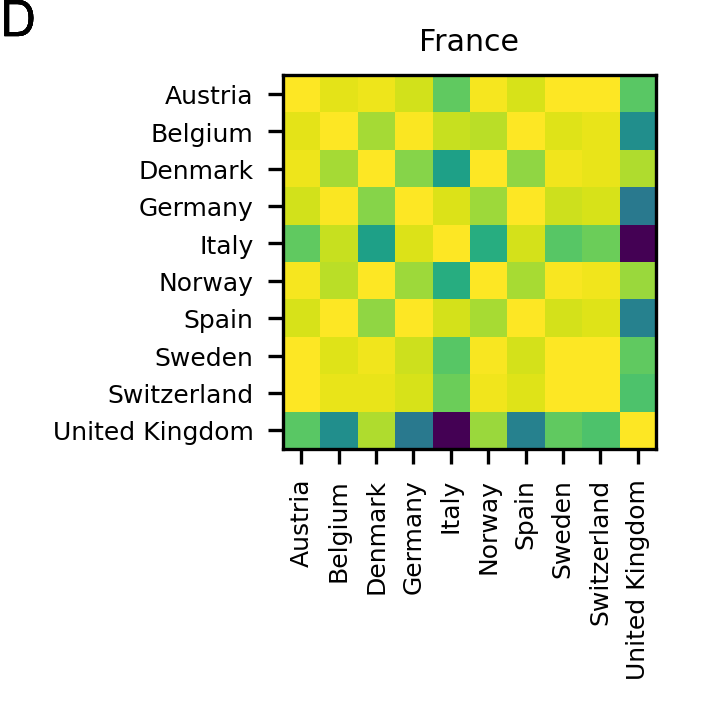 D
France
Austria
Belgium
Denmark
Germany
Italy
Norway
Spain
Sweden
Switzerland
United Kingdom
Austria
Belgium
Denmark
Germany
Italy
Norway
Spain
Sweden
Switzerland
United Kingdom